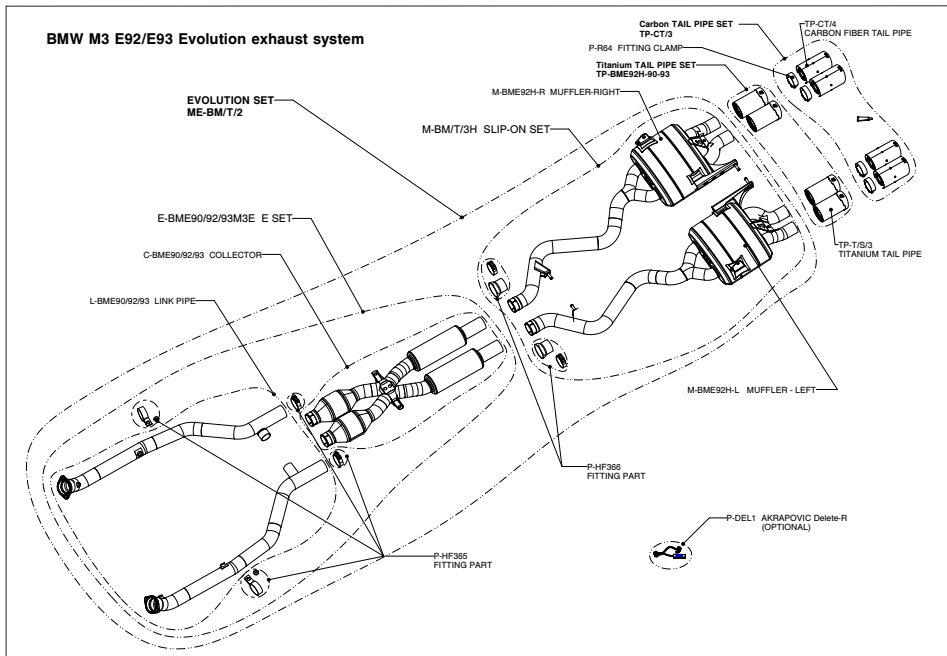 BMW M3 E92/E93 Evolution exhaust system
Carbon TAIL PIPE SET
TP-CT/3
TP-CT/4
CARBON FIBER TAIL PIPE
P-R64 FITTING CLAMP
Titanium TAIL PIPE SET
TP-BME92H-90-93
M-BME92H-R MUFFLER-RIGHT
EVOLUTION SET
ME-BM/T/2
M-BM/T/3H SLIP-ON SET
E-BME90/92/93M3E E SET
C-BME90/92/93 COLLECTOR
TP-T/S/3
TITANIUM TAIL PIPE
L-BME90/92/93 LINK PIPE
M-BME92H-L MUFFLER - LEFT
P-HF366
FITTING PART
P-DEL1 AKRAPOVIC Delete-R
(OPTIONAL)
P-HF365
FITTING PART